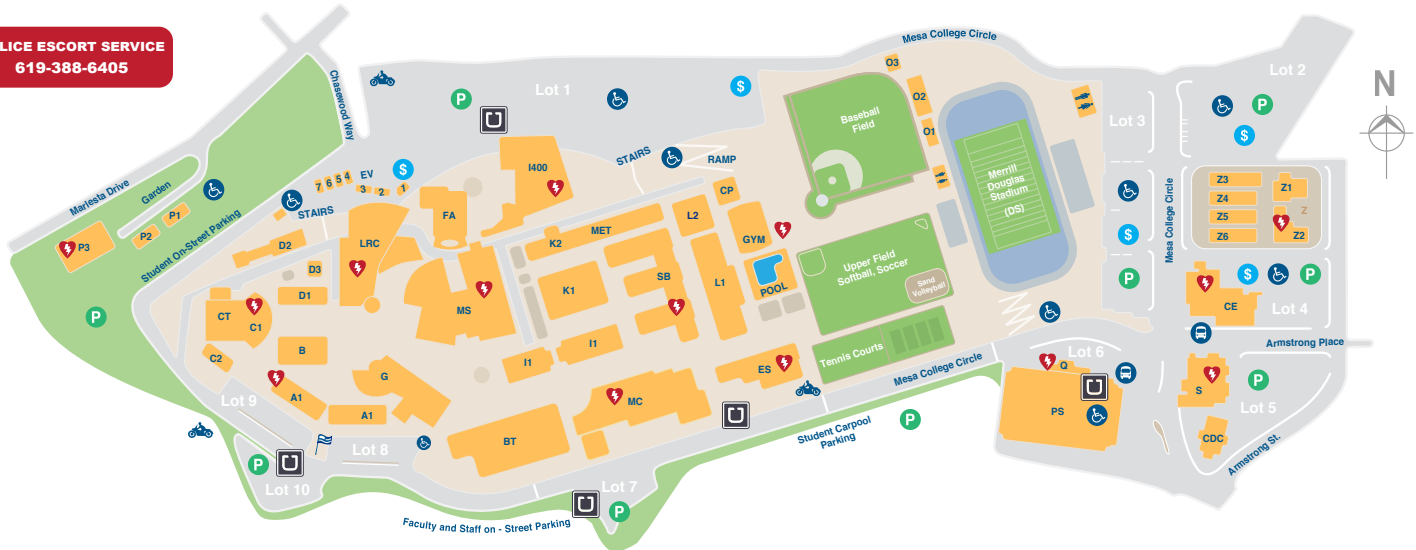 LICE ESCORT SERVICE
619-388-6405
Mesa College Circle
Lot 2
N
O3
Chasewood Way
P
Lot 1
$
O2
Baseball
Field
O1
Lot 3
P
$
I400
STAIRS
RAMP
Merrill
Douglas
Stadium
(DS)
Mesa College Circle
Z3
Z1
Z4
Z
Z5
Z6
Z2
Marlesta Drive
Garden
P1
P2
P3
Student On-Street Parking
STAIRS
7 6 5 4
EV
3
2
1
$
FA
CP
L2
GYM
MET
K2
D2
LRC
D3
D1
MS
K1
SB
L1
POOL
Upper Field
Softball, Soccer
Sand
Volleyball
$
P
$
P
CE
Lot 4
P
CT
C1
C2
B
G
A1
A1
I1
I1
ES
Tennis Courts
Mesa College Circle
Lot 6
Q
PS
Armstrong Place
S
P
Lot 5
CDC
Armstrong St.
MC
BT
Lot 9
Lot 8
P
Lot 10
Student Carpool
Parking
P
Lot 7
P
Faculty and Staff on - Street Parking